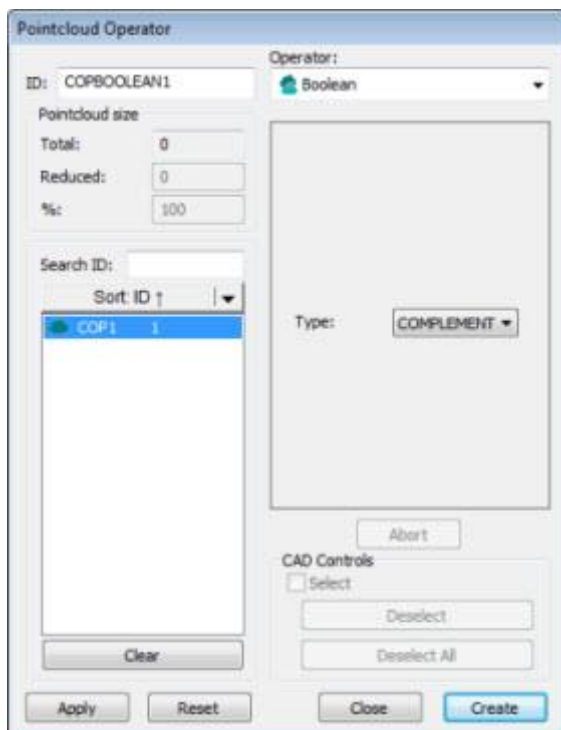 Pointcloud Operator
Operator:
ID: COPBOOLEAN1
Boolean
Pointcloud size
Total: 0
Reduced: 0
%: 100
Search ID:
Sort: ID ↑
COP1 1
Type: COMPLEMENT
Abort
CAD Controls
Select
Deselect
Deselect All
Clear
Apply Reset Close Create